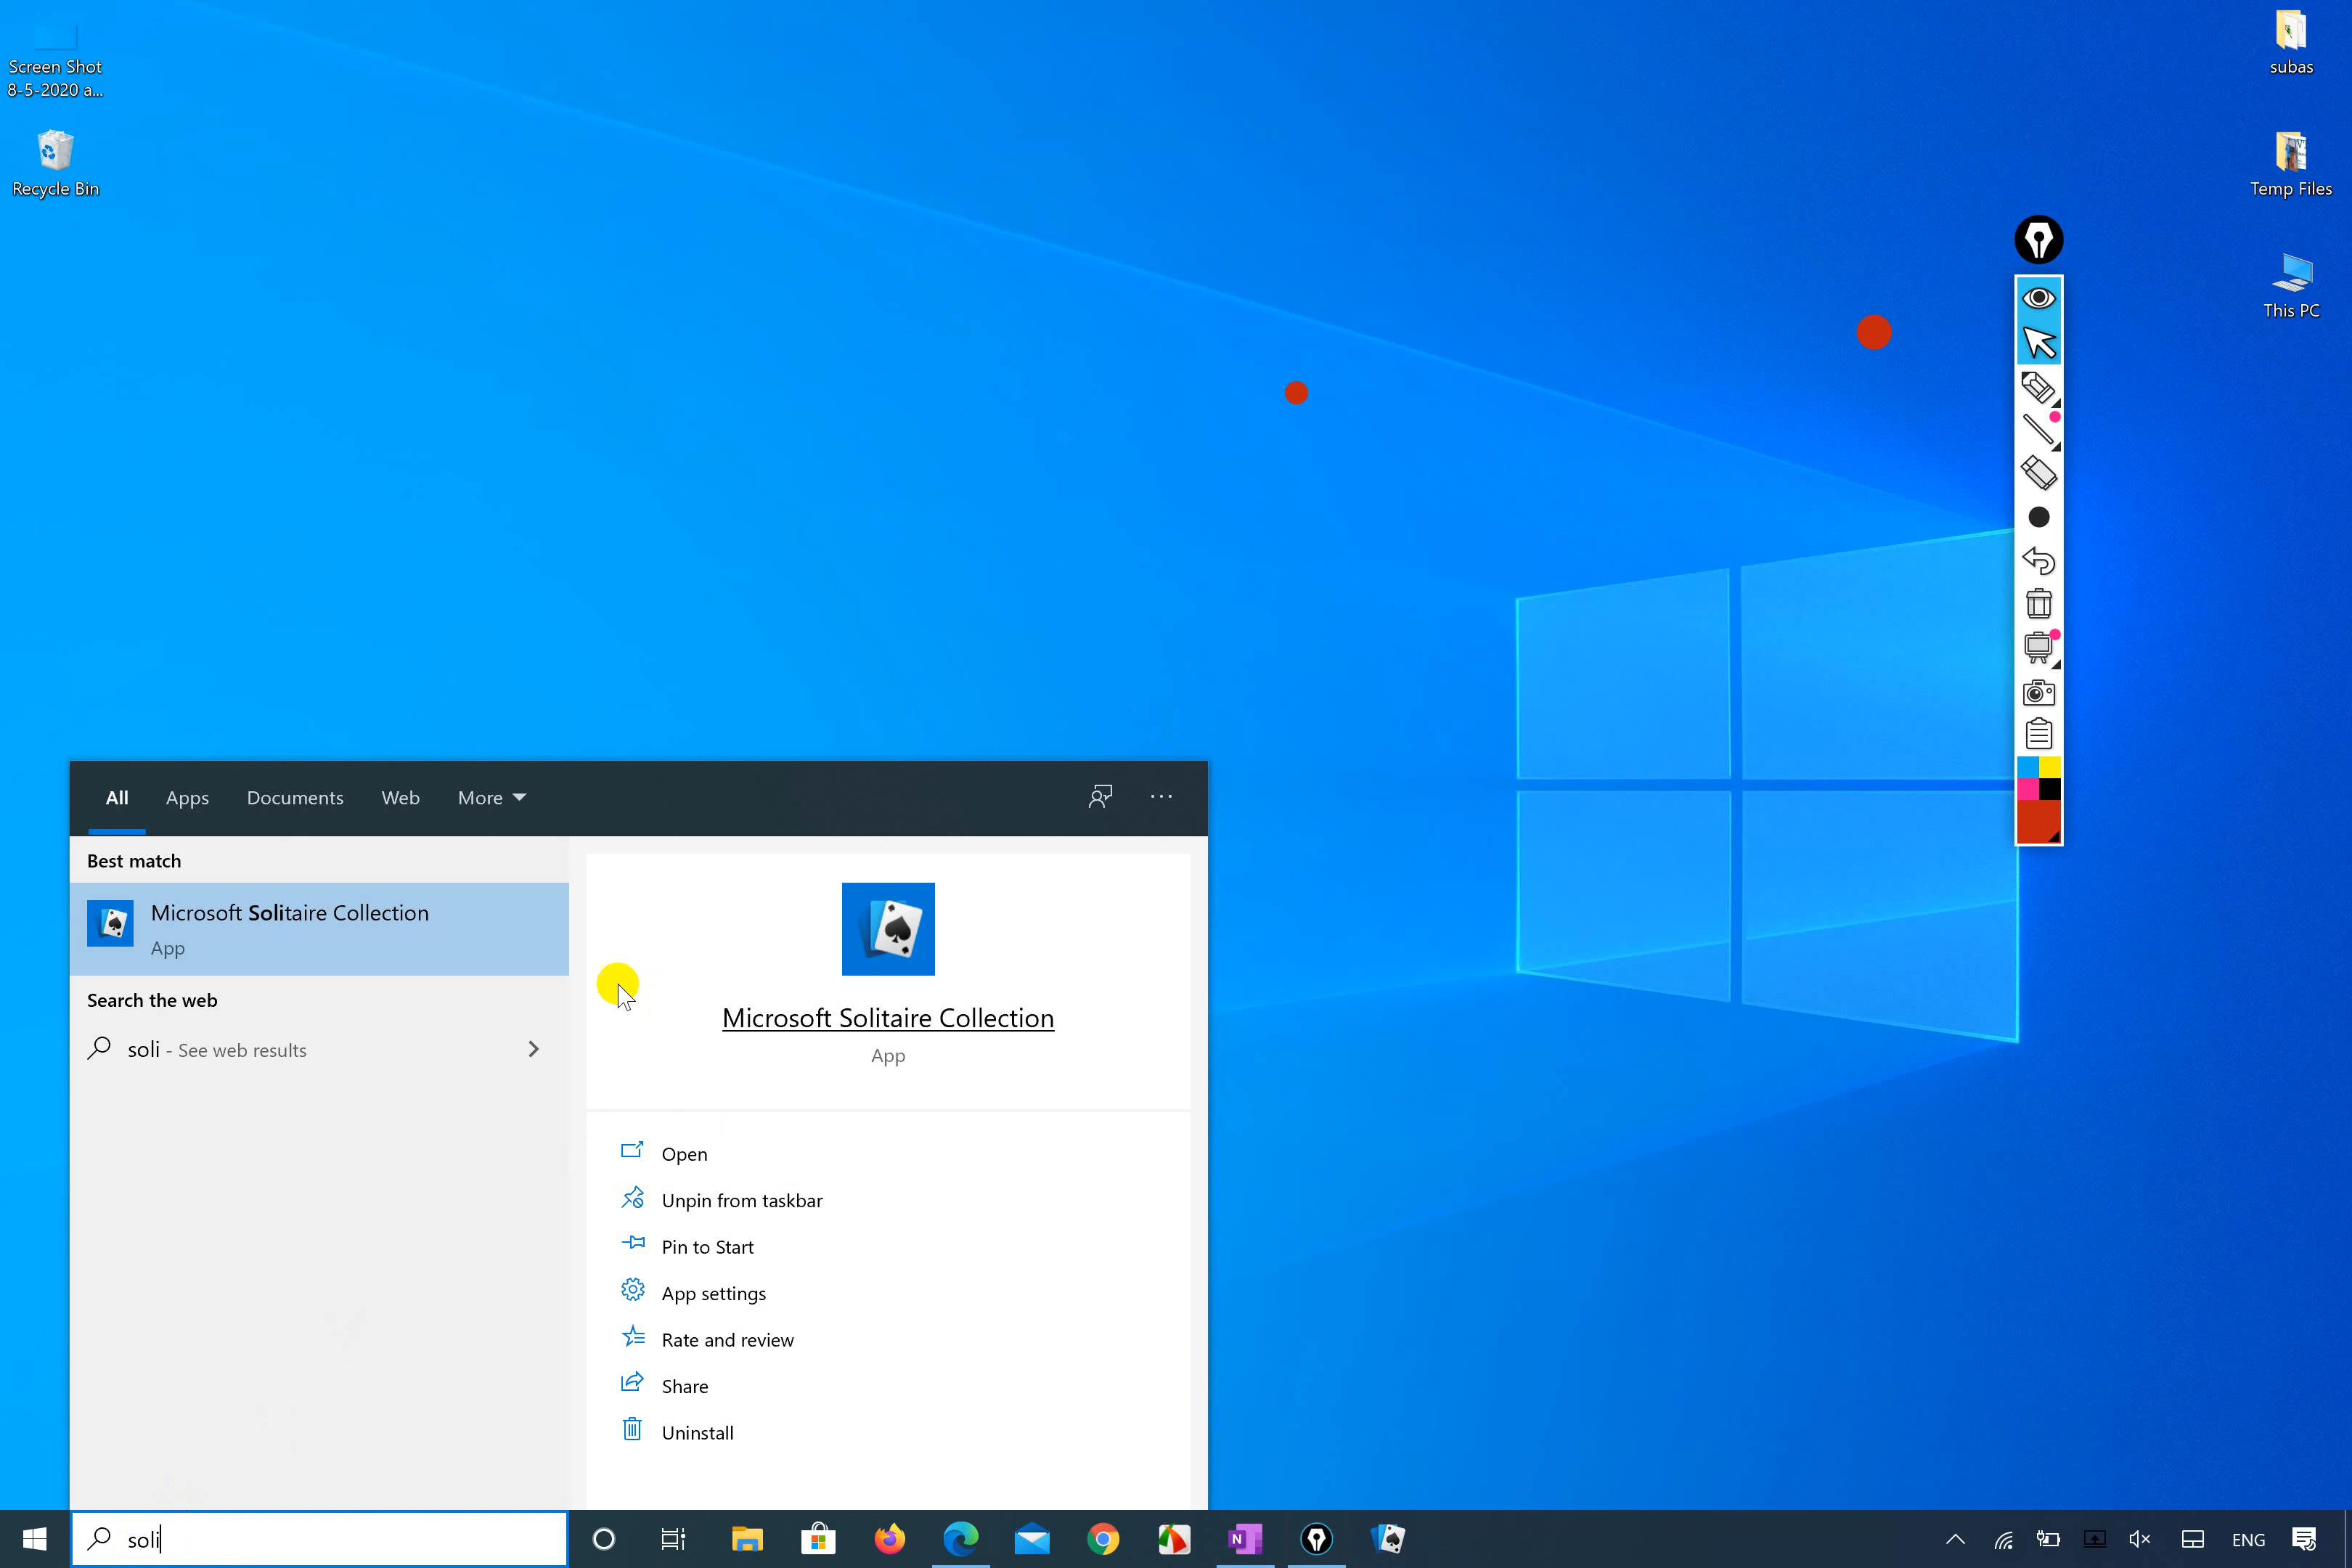 Screen Shot
8-5-2020 a...
Recycle Bin
subas
Temp Files
This PC
All Apps Documents Web More
Best match
Microsoft Solitaire Collection
App
Search the web
soli - See web results
Microsoft Solitaire Collection
App
Open
Unpin from taskbar
Pin to Start
App settings
Rate and review
Share
Uninstall
soli
N
ENG